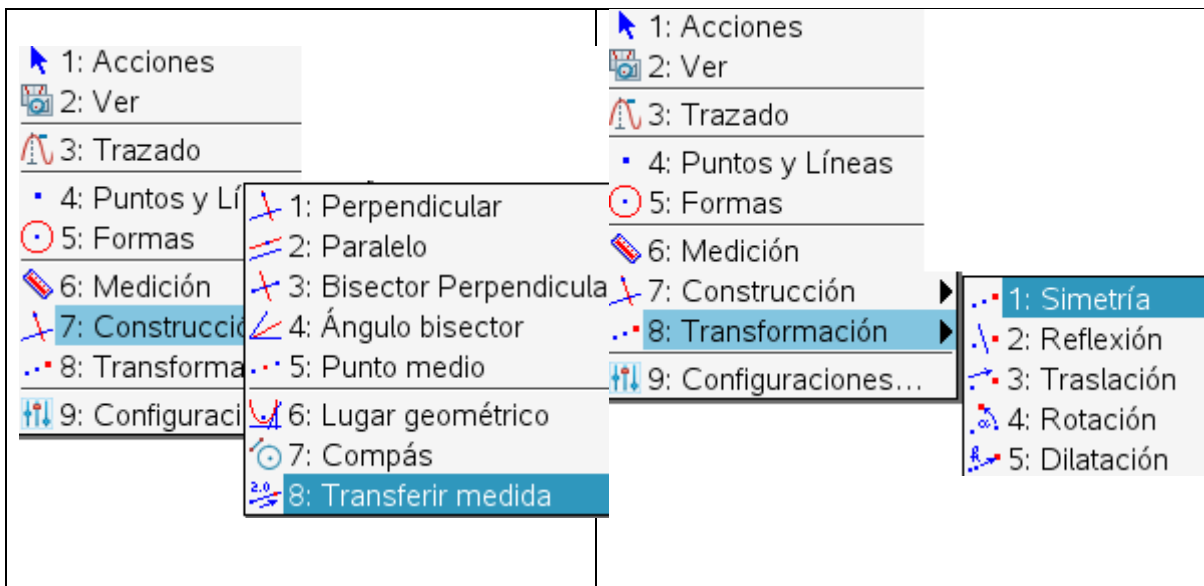 1: Acciones
2: Ver
3: Trazado
4: Puntos y Lí
5: Formas
6: Medición
7: Construcció
8: Transforma
9: Configuraci
1: Perpendicular
2: Paralelo
3: Bisector Perpendicula
4: Ángulo bisector
5: Punto medio
6: Lugar geométrico
7: Compás
8: Transferir medida
1: Acciones
2: Ver
3: Trazado
4: Puntos y Líneas
5: Formas
6: Medición
7: Construcción
8: Transformación
9: Configuraciones...
1: Simetría
2: Reflexión
3: Traslación
4: Rotación
5: Dilatación